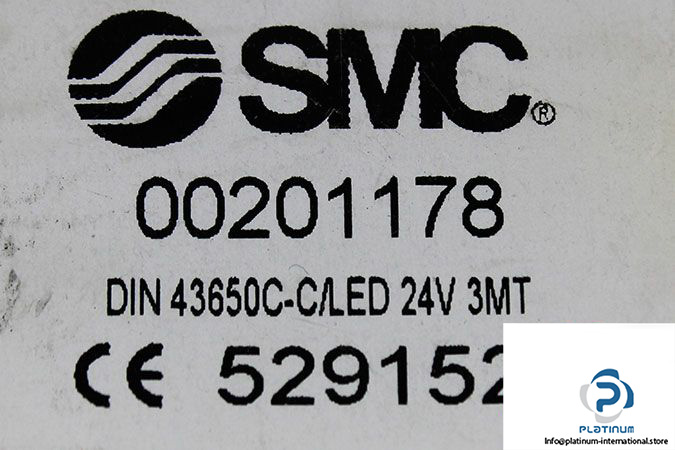 SMC®
00201178
DIN 43650C-C/LED 24V 3MT
CE 529152
PLATINUM
Info@platinum-international.store